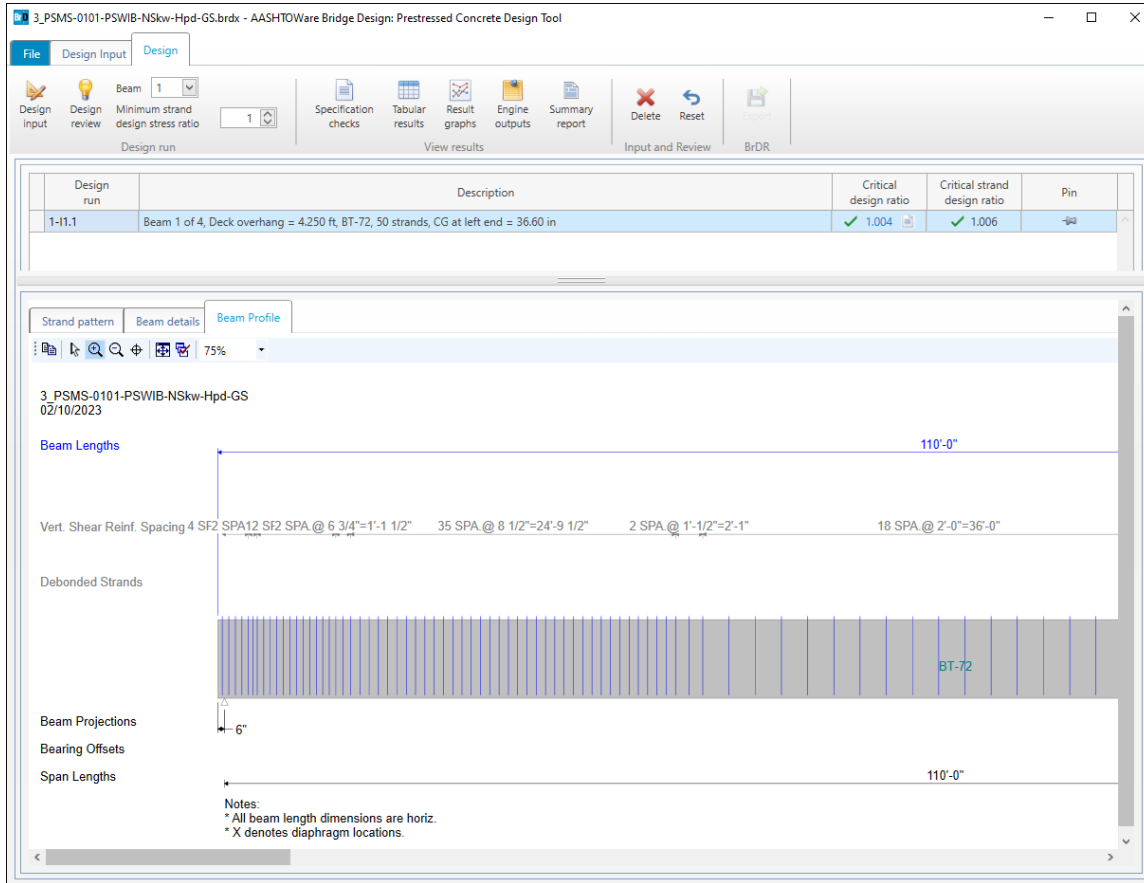 BrD 3_PSMS-0101-PSWIB-NSkw-Hpd-GS.brdx - AASHTOWare Bridge Design: Prestressed Concrete Design Tool
File Design Input Design
Design input
Design review
Beam 1
Minimum strand design stress ratio 1
Specification checks
Tabular results
Result graphs
Engine outputs
Summary report
Delete
Reset
Export
Design run
View results
Input and Review
BrDR
Design run Description Critical design ratio Critical strand design ratio Pin
1-I1.1 Beam 1 of 4, Deck overhang = 4.250 ft, BT-72, 50 strands, CG at left end = 36.60 in 1.004 1.006
Strand pattern Beam details Beam Profile
75%
3_PSMS-0101-PSWIB-NSkw-Hpd-GS
02/10/2023
Beam Lengths 110'-0"
Vert. Shear Reinf. Spacing 4 SF2 SPA12 SF2 SPA.@ 6 3/4"=1'-1 1/2" 35 SPA.@ 8 1/2"=24'-9 1/2" 2 SPA.@ 1'-1/2"=2'-1" 18 SPA.@ 2'-0"=36'-0"
Debonded Strands
BT-72
Beam Projections 6"
Bearing Offsets
Span Lengths 110'-0"
Notes:
* All beam length dimensions are horiz.
* X denotes diaphragm locations.